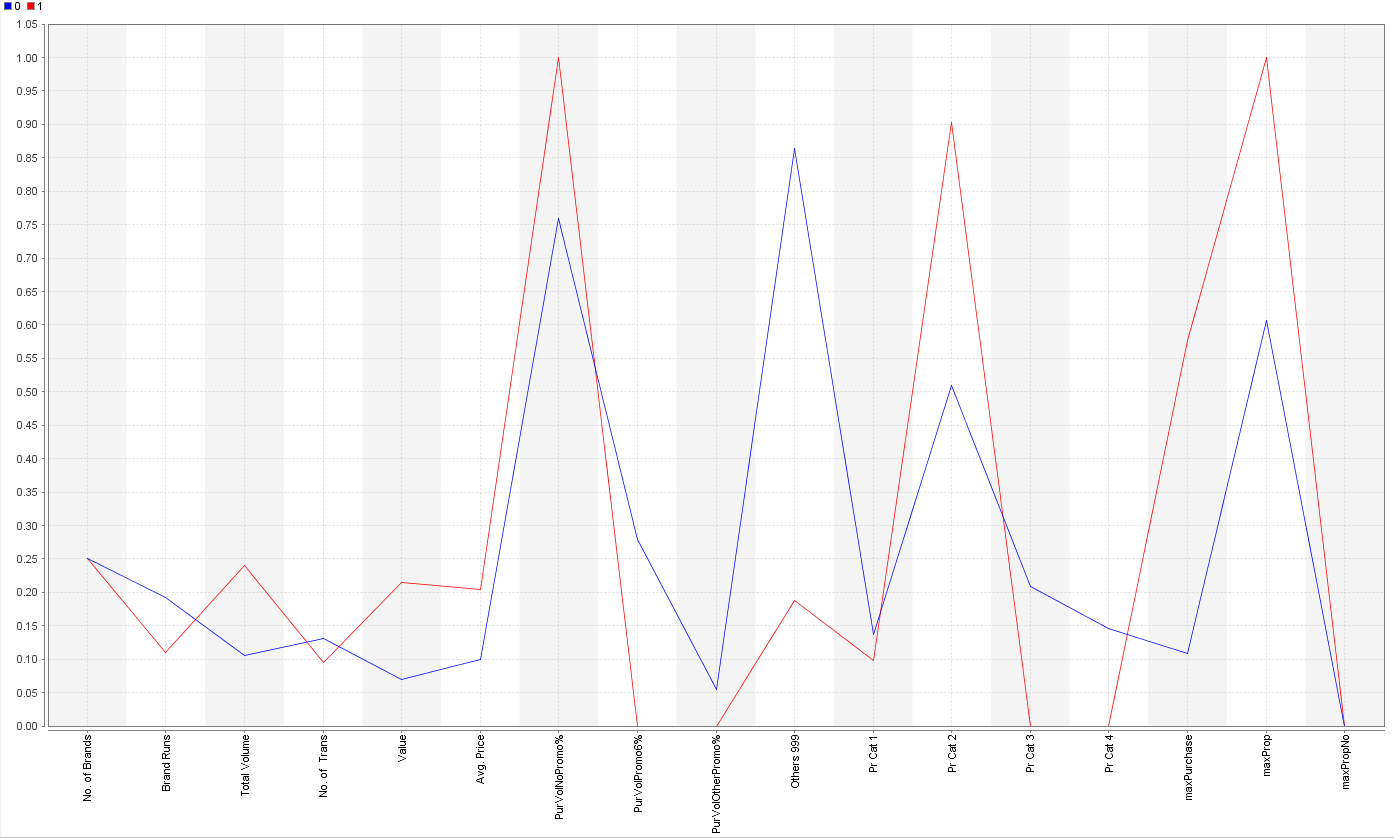 0 1
1.05
1.00
0.95
0.90
0.85
0.80
0.75
0.70
0.65
0.60
0.55
0.50
0.45
0.40
0.35
0.30
0.25
0.20
0.15
0.10
0.05
0.00
No. of Brands
Brand Runs
Total Volume
No. of  Trans
Value
Avg. Price
PurVolNoPromo%
PurVolPromo6%
PurVolOtherPromo%
Others 999
Pr Cat 1
Pr Cat 2
Pr Cat 3
Pr Cat 4
maxPurchase
maxProp
maxPropNo